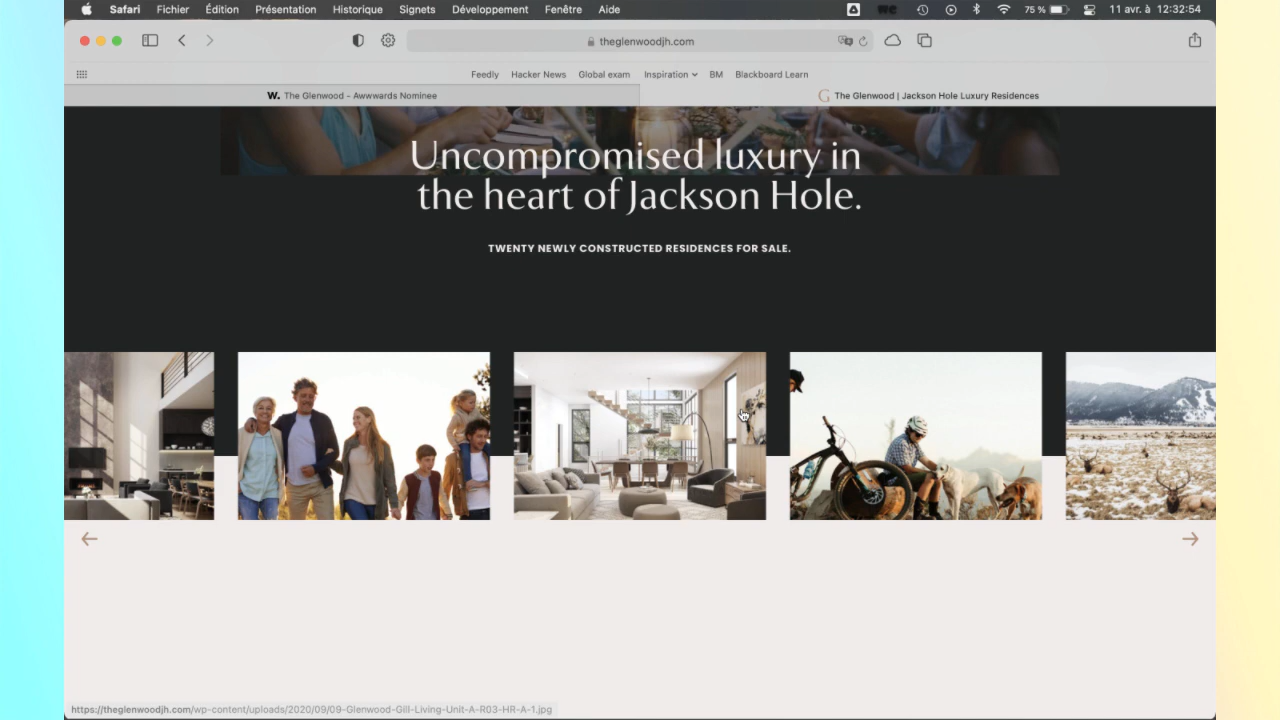 Safari Fichier Édition Présentation Historique Signets Développement Fenêtre Aide 75 % 11 avr. à 12:32:54
theglenwoodjh.com
Feedly Hacker News Global exam Inspiration BM Blackboard Learn
W. The Glenwood - Awwwards Nominee G The Glenwood | Jackson Hole Luxury Residences
Uncompromised luxury in
the heart of Jackson Hole.
TWENTY NEWLY CONSTRUCTED RESIDENCES FOR SALE.
https://theglenwoodjh.com/wp-content/uploads/2020/09/09-Glenwood-Gill-Living-Unit-A-R03-HR-A-1.jpg